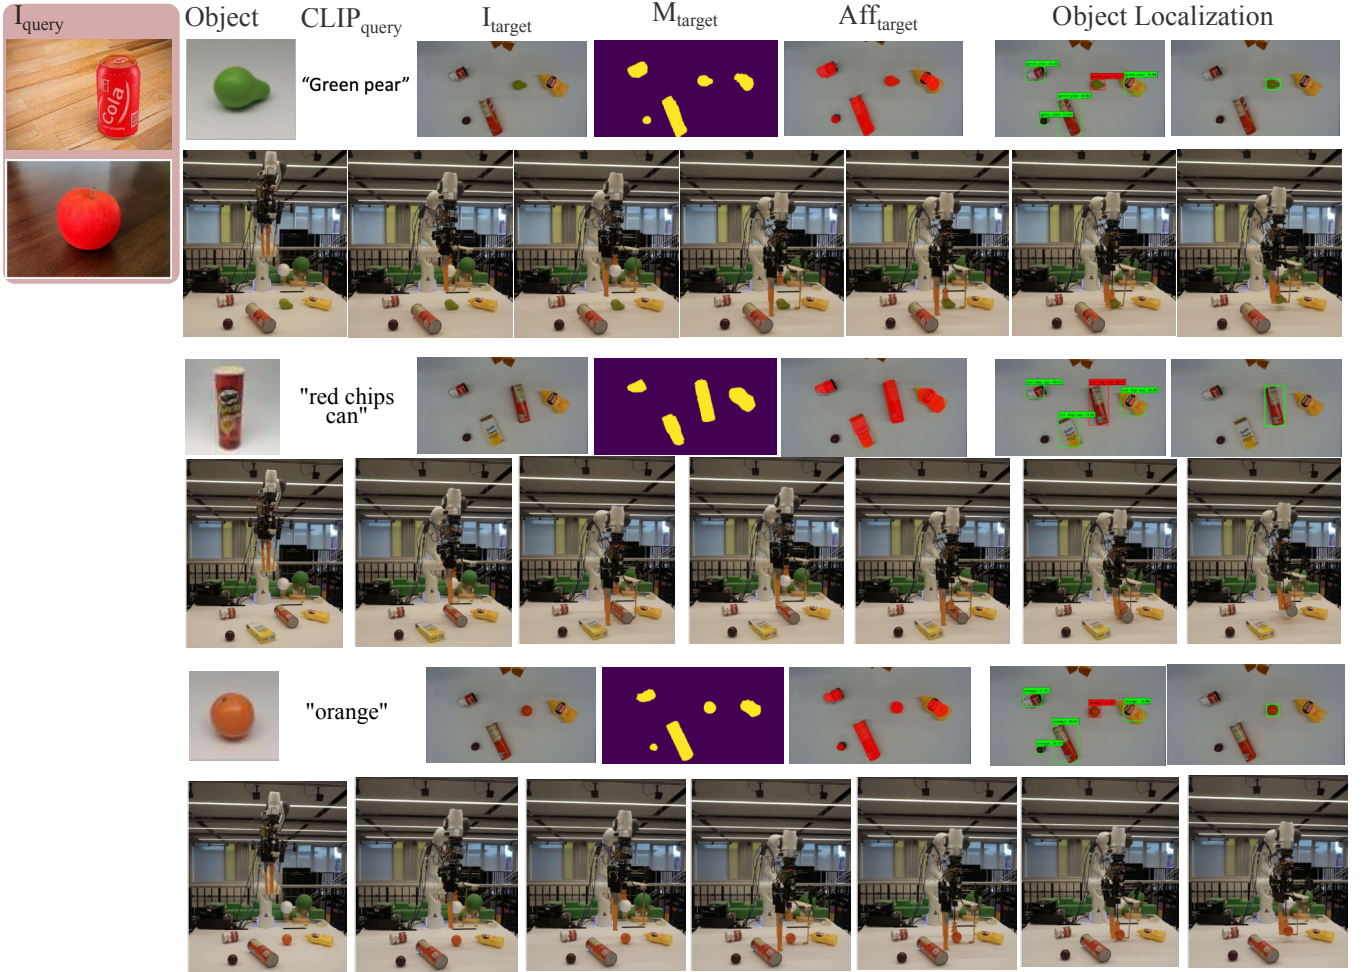 I_query
Object
CLIP_query
I_target
M_target
Aff_target
Object Localization
Cola
“Green pear”
"red chips
can"
"orange"